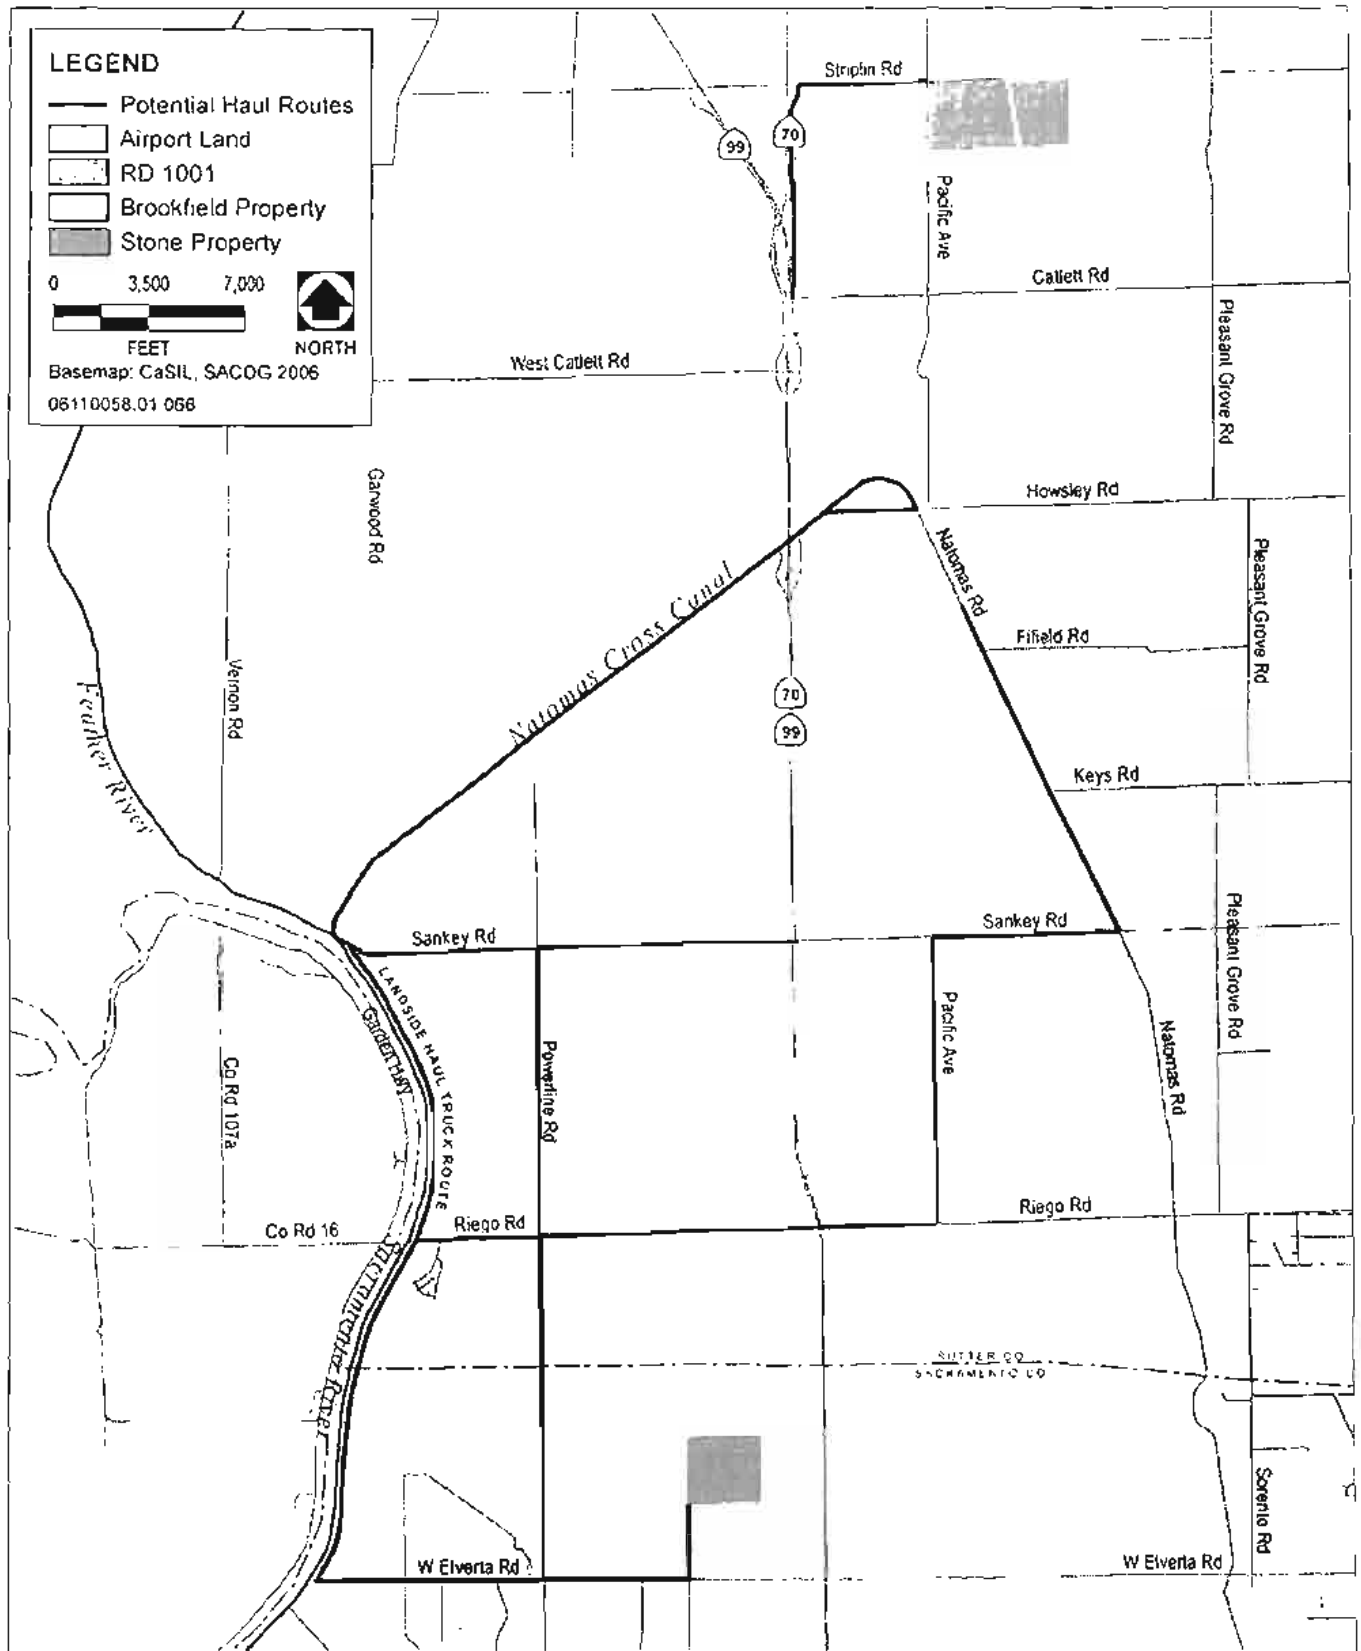 LEGEND
Potential Haul Routes
Airport Land
RD 1001
Brookfield Property
Stone Property
0 3,500 7,000
FEET
NORTH
Basemap: CaSIL, SACOG 2006
06110058.01 066
Striplin Rd
70
99
Pacific Ave
Catlett Rd
West Catlett Rd
Pleasant Grove Rd
Garwood Rd
Howsley Rd
Natomas Rd
Pleasant Grove Rd
Natomas Cross Canal
Fifield Rd
Vernon Rd
Feather River
70
99
Keys Rd
Sankey Rd
Sankey Rd
Pleasant Grove Rd
LANDSIDE HAUL TRUCK ROUTE
Garden Hwy
Powerline Rd
Pacific Ave
Natomas Rd
Co Rd 107a
Co Rd 16
Riego Rd
Riego Rd
Sacramento River
SUTTER CO
SACRAMENTO CO
W Elverta Rd
W Elverta Rd
Sorento Rd